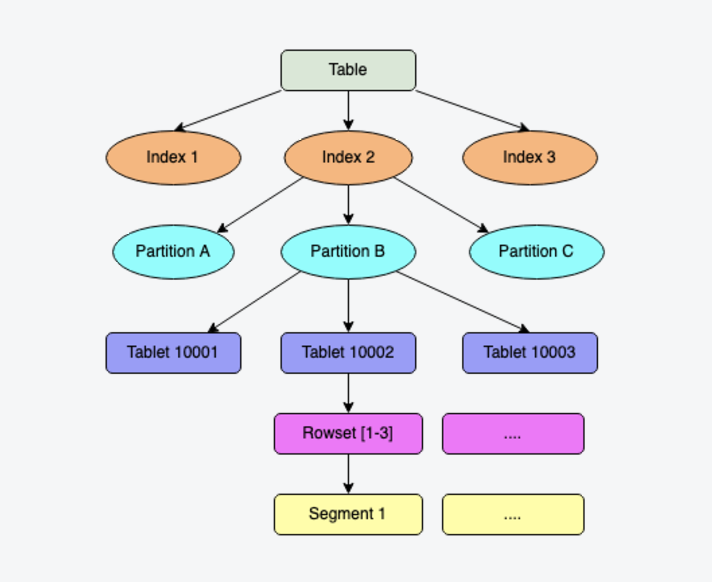 Table
Index 1
Index 2
Index 3
Partition A
Partition B
Partition C
Tablet 10001
Tablet 10002
Tablet 10003
Rowset [1-3]
....
Segment 1
....